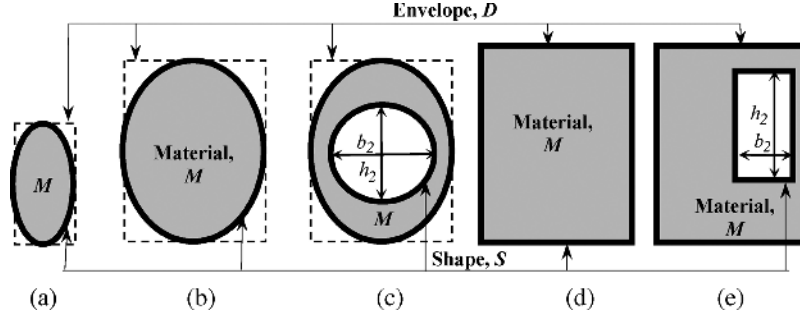 Envelope, D
M
Material,
M
b2
h2
M
Material,
M
h2
b2
Material,
M
Shape, S
(a) (b) (c) (d) (e)